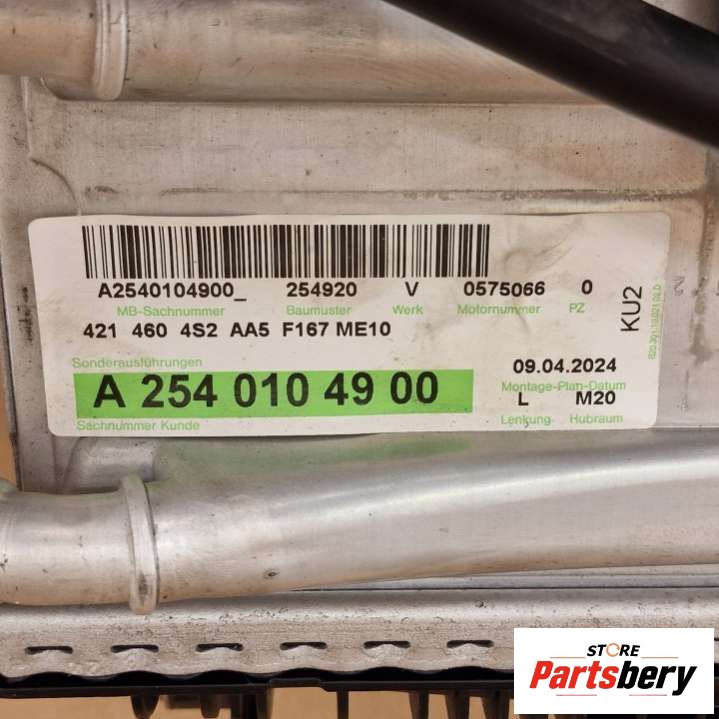 A2540104900_ 254920 V 0575066 0
MB-Sachnummer Baumuster Werk Motornummer PZ
421 460 4S2 AA5 F167 ME10
Sonderausführungen
A 254 010 49 00
Sachnummer Kunde
09.04.2024
Montage-Plan-Datum
L M20
Lenkung Hubraum
KU2
STORE
Partsbery